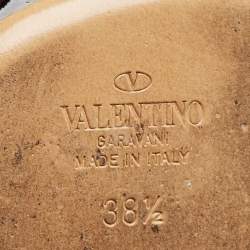 V
VALENTINO
GARAVANI
MADE IN ITALY
38½